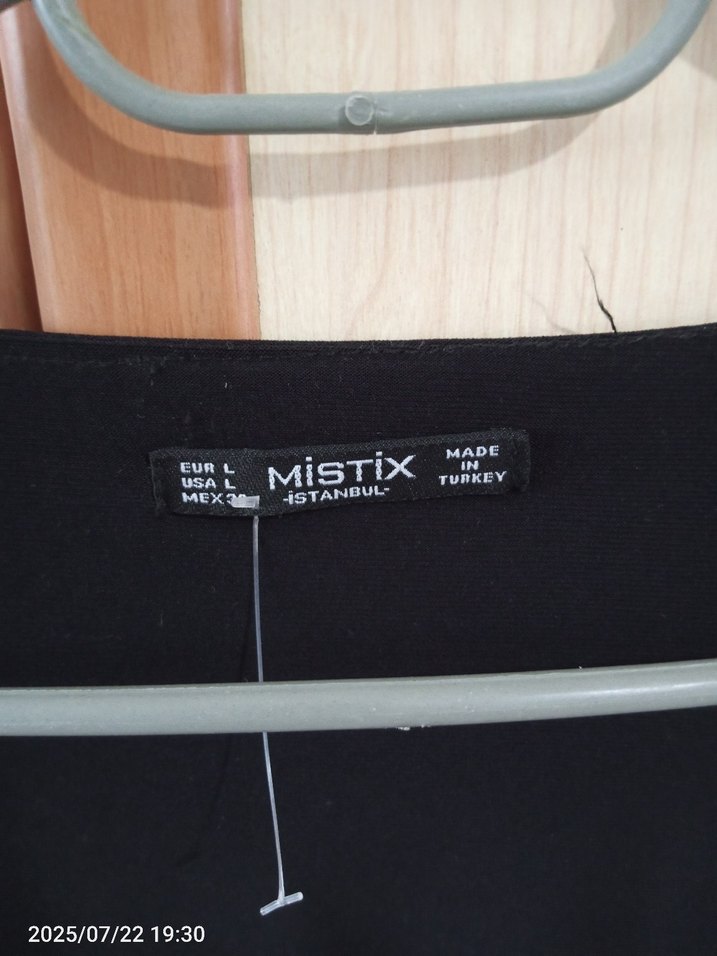 EUR L
USA L
MEX
MiSTiX
-iSTANBUL-
MADE
IN
TURKEY
2025/07/22 19:30